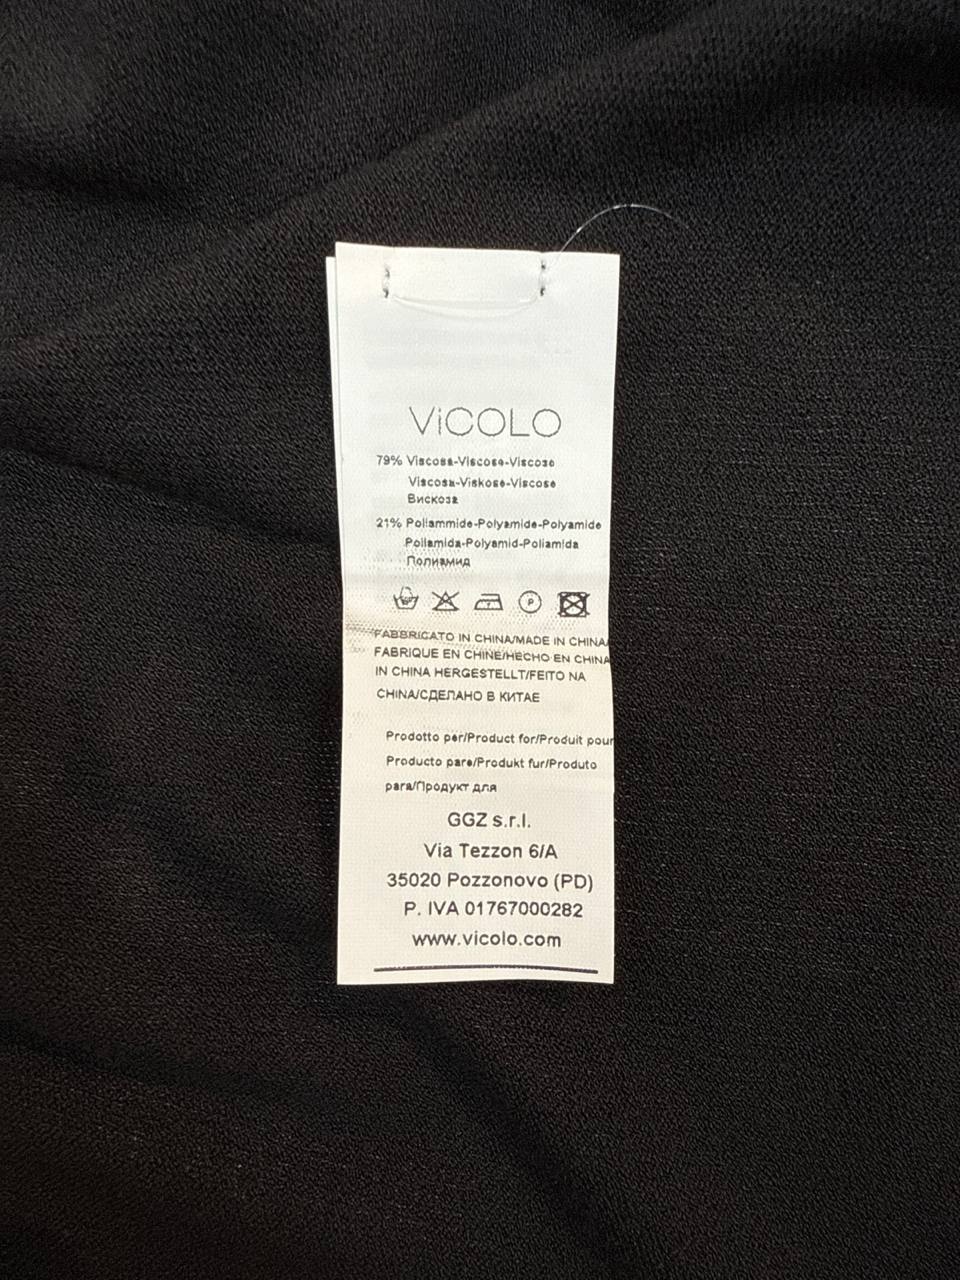 ViCOLO
79% Viscosa-Viscose-Viscose
Viscosa-Viskose-Viscose
Вискоза
21% Poliammide-Polyamide-Polyamide
Poliamida-Polyamid-Poliamida
Полиамид
FABBRICATO IN CHINA/MADE IN CHINA/
FABRIQUE EN CHINE/HECHO EN CHINA
IN CHINA HERGESTELLT/FEITO NA
CHINA/СДЕЛАНО В КИТАЕ
Prodotto per/Product for/Produit pour
Producto para/Produkt fur/Produto
para/Продукт для
GGZ s.r.l.
Via Tezzon 6/A
35020 Pozzonovo (PD)
P. IVA 01767000282
www.vicolo.com